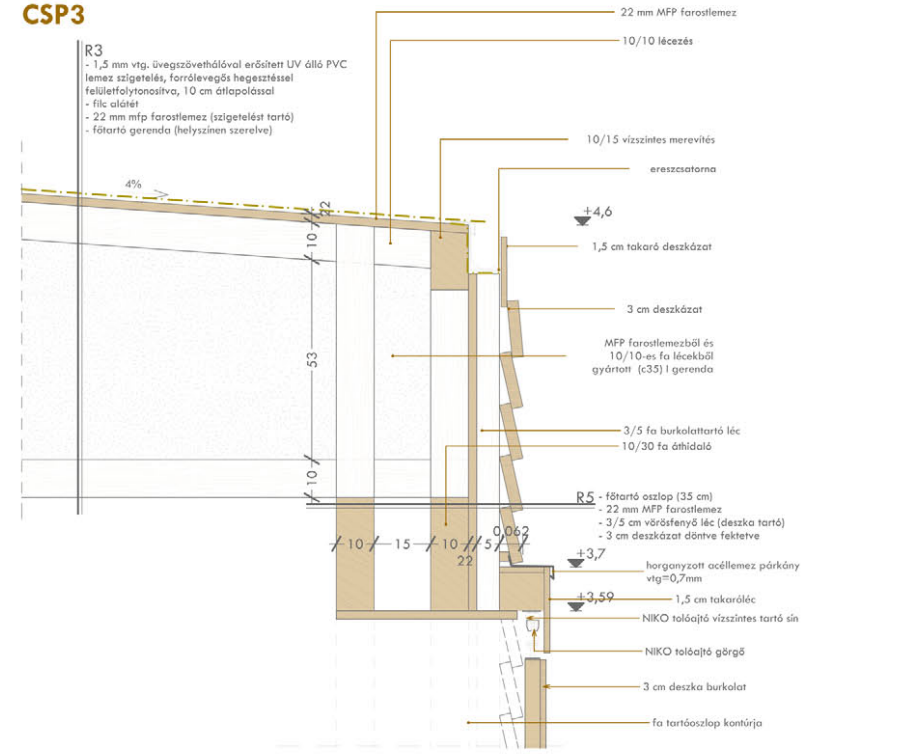 CSP3
R3
- 1,5 mm vtg. üvegszövethálóval erősített UV álló PVC
lemez szigetelés, forrólevegős hegesztéssel
felületfolytonosítva, 10 cm átlapolással
- filc alátét
- 22 mm mfp farostlemez (szigetelést tartó)
- főtartó gerenda (helyszínen szerelve)
22 mm MFP farostlemez
10/10 lécezés
10/15 vízszintes merevítés
ereszcsatorna
4%
22
+4,6
10
1,5 cm takaró deszkázat
3 cm deszkázat
MFP farostlemezből és
10/10-es fa lécekből
gyártott (c35) I gerenda
53
3/5 fa burkolattartó léc
10/30 fa áthidaló
10
R5 - főtartó oszlop (35 cm)
- 22 mm MFP farostlemez
- 3/5 cm vörösfenyő léc (deszka tartó)
- 3 cm deszkázat döntve fektetve
0,062
10 15 10 5
22
+3,7
horganyzott acéllemez párkány
vtg=0,7mm
+3,59
1,5 cm takaróléc
NIKO tolóajtó vízszintes tartó sín
NIKO tolóajtó görgő
3 cm deszka burkolat
fa tartóoszlop kontúrja